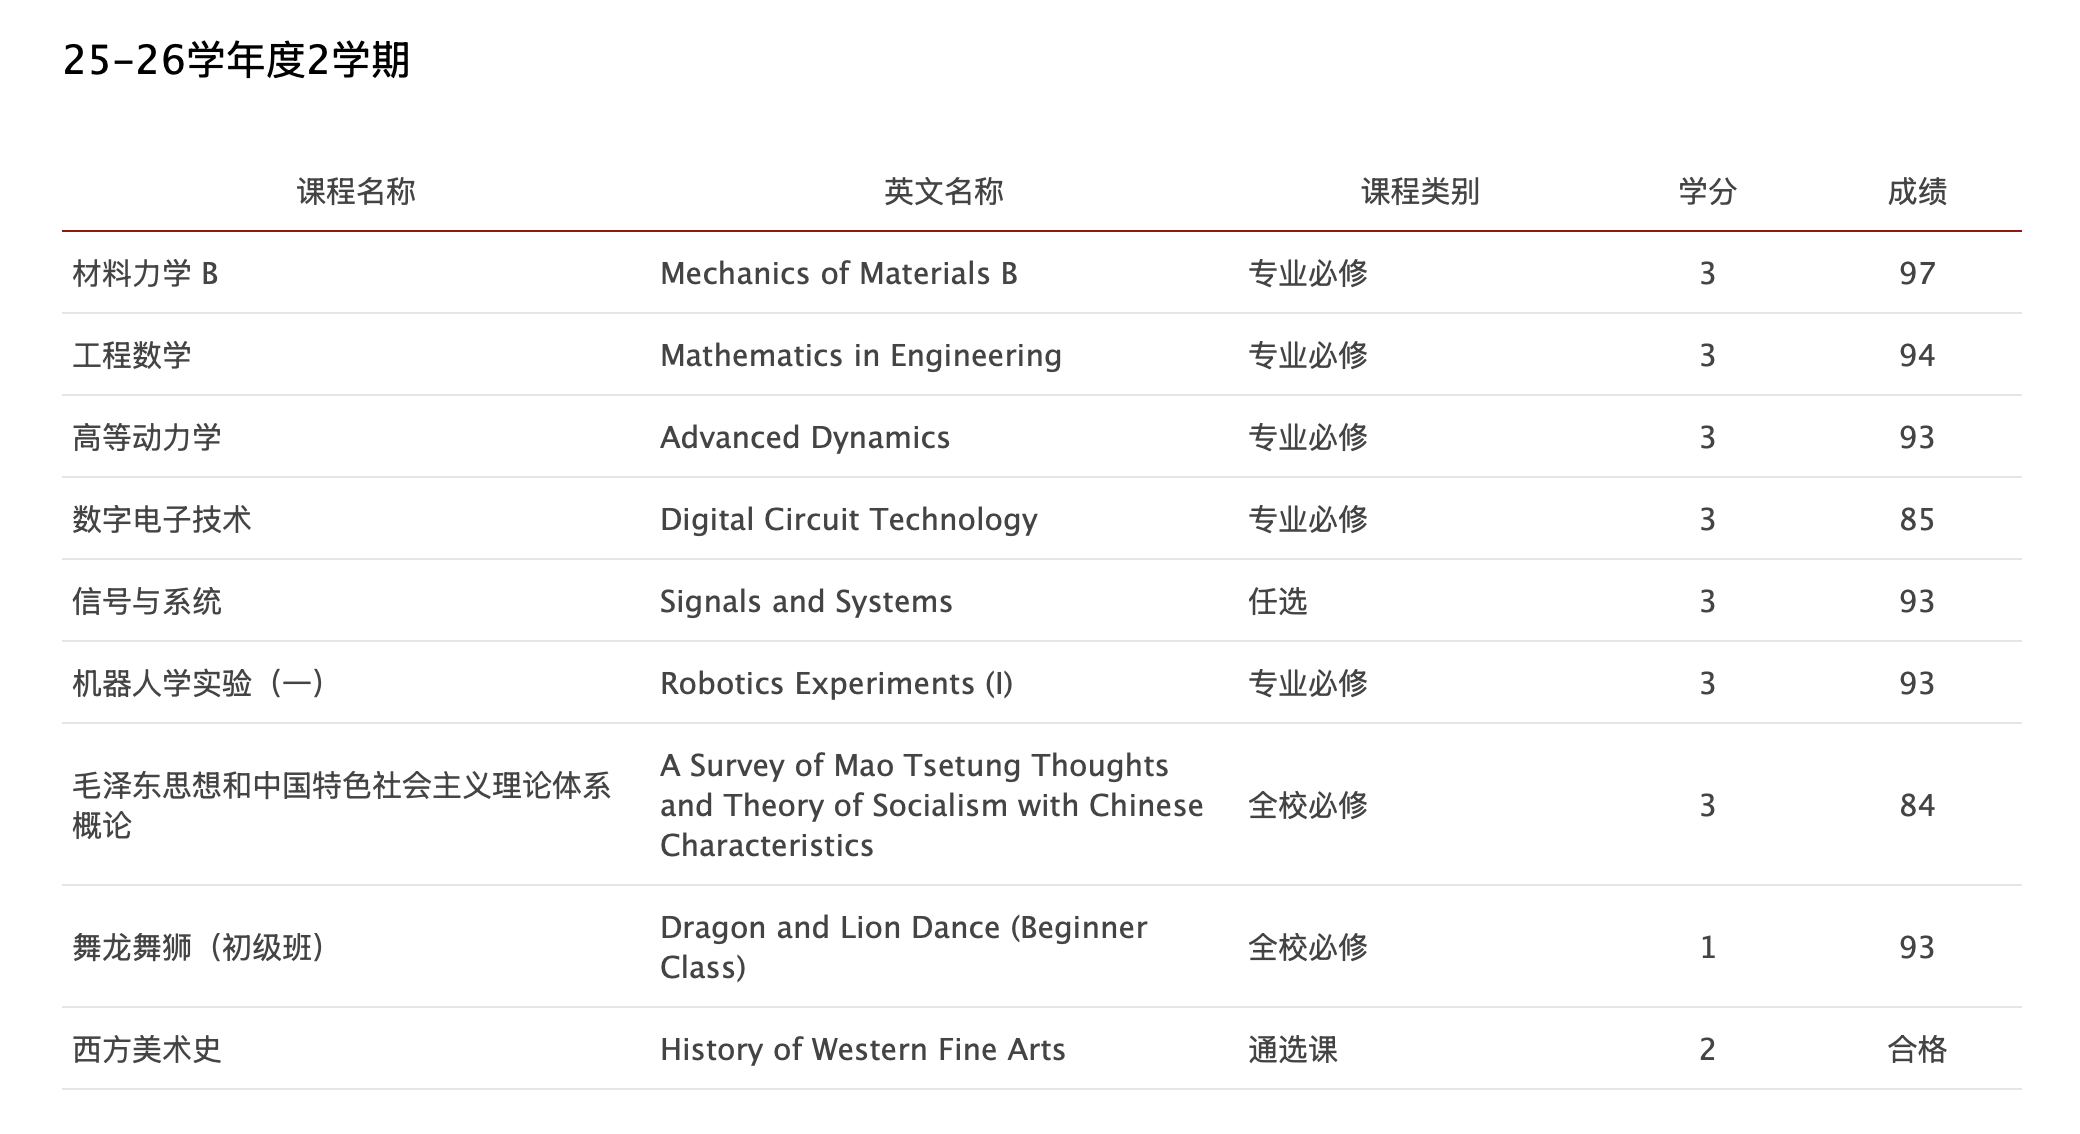 25-26学年度2学期
课程名称 英文名称 课程类别 学分 成绩
材料力学 B Mechanics of Materials B 专业必修 3 97
工程数学 Mathematics in Engineering 专业必修 3 94
高等动力学 Advanced Dynamics 专业必修 3 93
数字电子技术 Digital Circuit Technology 专业必修 3 85
信号与系统 Signals and Systems 任选 3 93
机器人学实验（一） Robotics Experiments (I) 专业必修 3 93
毛泽东思想和中国特色社会主义理论体系
概论
A Survey of Mao Tsetung Thoughts
and Theory of Socialism with Chinese
Characteristics
全校必修 3 84
舞龙舞狮（初级班）
Dragon and Lion Dance (Beginner
Class)
全校必修 1 93
西方美术史 History of Western Fine Arts 通选课 2 合格